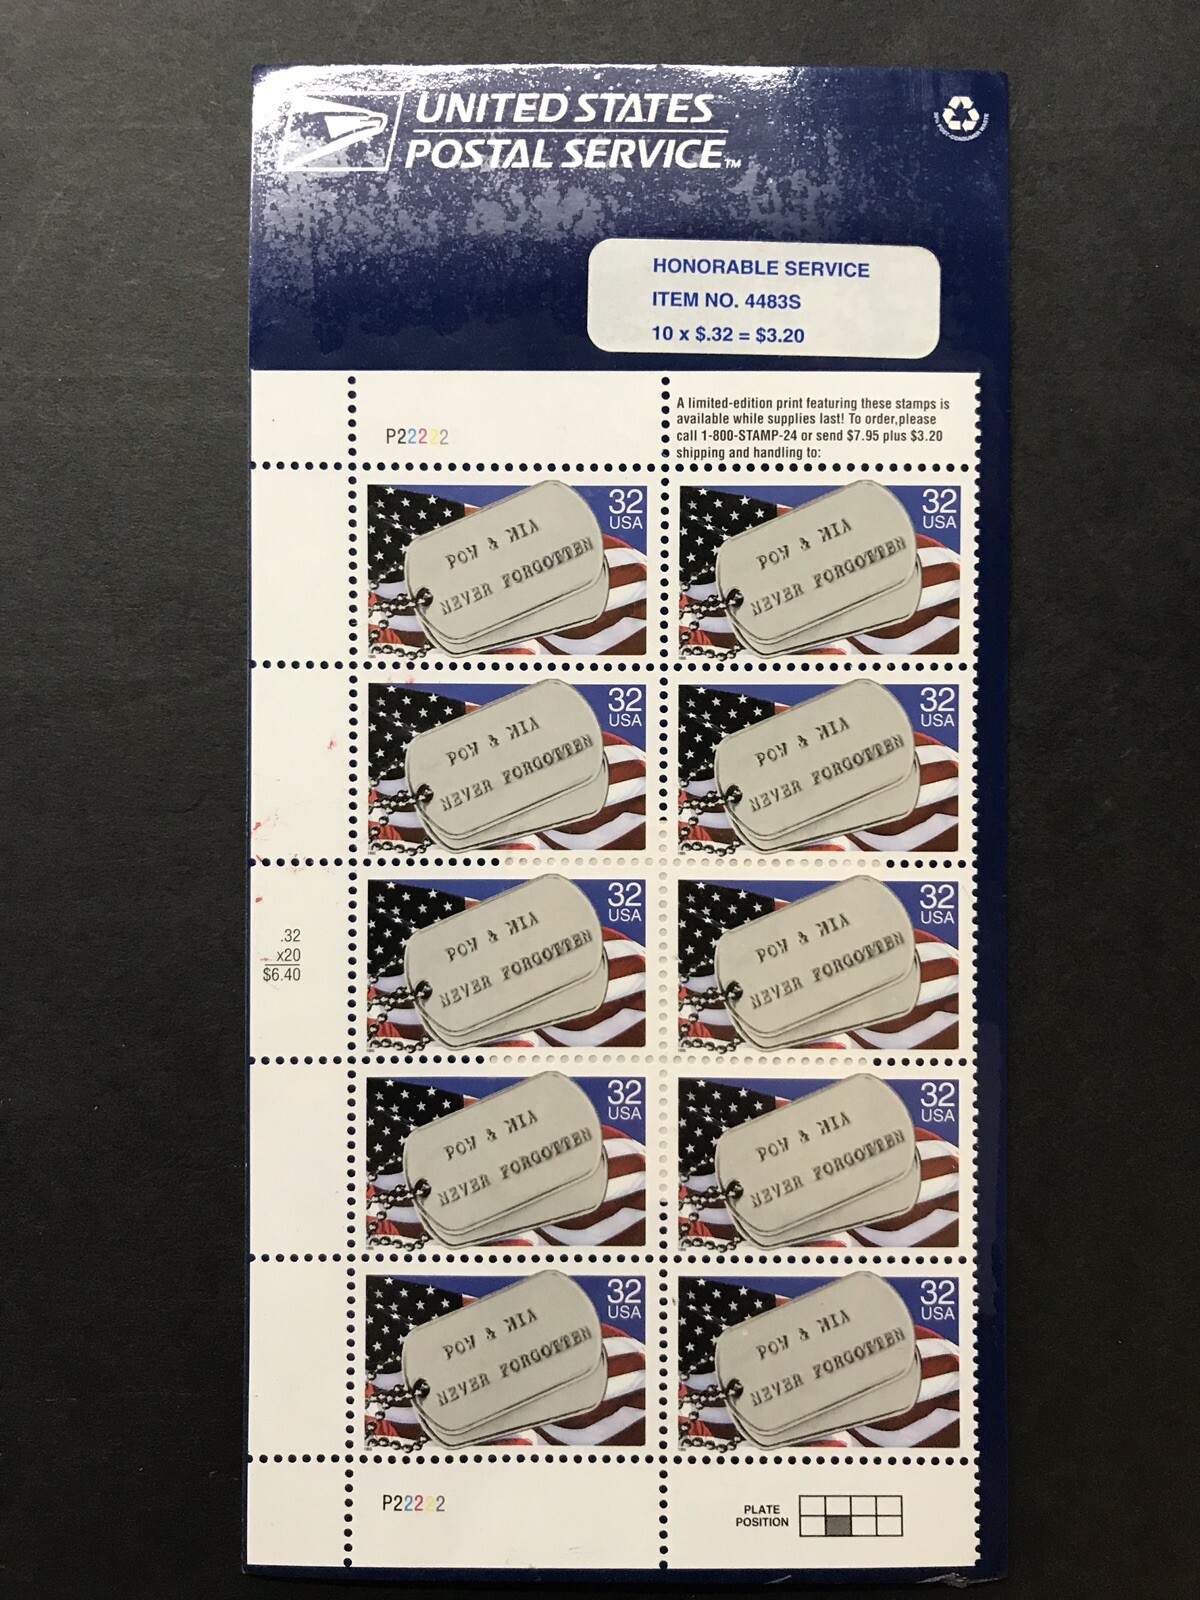 UNITED STATES
POSTAL SERVICE™
HONORABLE SERVICE
ITEM NO. 4483S
10 x $.32 = $3.20
P22222
A limited-edition print featuring these stamps is
available while supplies last! To order,please
call 1-800-STAMP-24 or send $7.95 plus $3.20
shipping and handling to:
32
USA
POW & MIA
NEVER FORGOTTEN
32
USA
POW & MIA
NEVER FORGOTTEN
32
USA
POW & MIA
NEVER FORGOTTEN
32
USA
POW & MIA
NEVER FORGOTTEN
.32
x20
$6.40
32
USA
POW & MIA
NEVER FORGOTTEN
32
USA
POW & MIA
NEVER FORGOTTEN
32
USA
POW & MIA
NEVER FORGOTTEN
32
USA
POW & MIA
NEVER FORGOTTEN
32
USA
POW & MIA
NEVER FORGOTTEN
32
USA
POW & MIA
NEVER FORGOTTEN
P22222
PLATE
POSITION